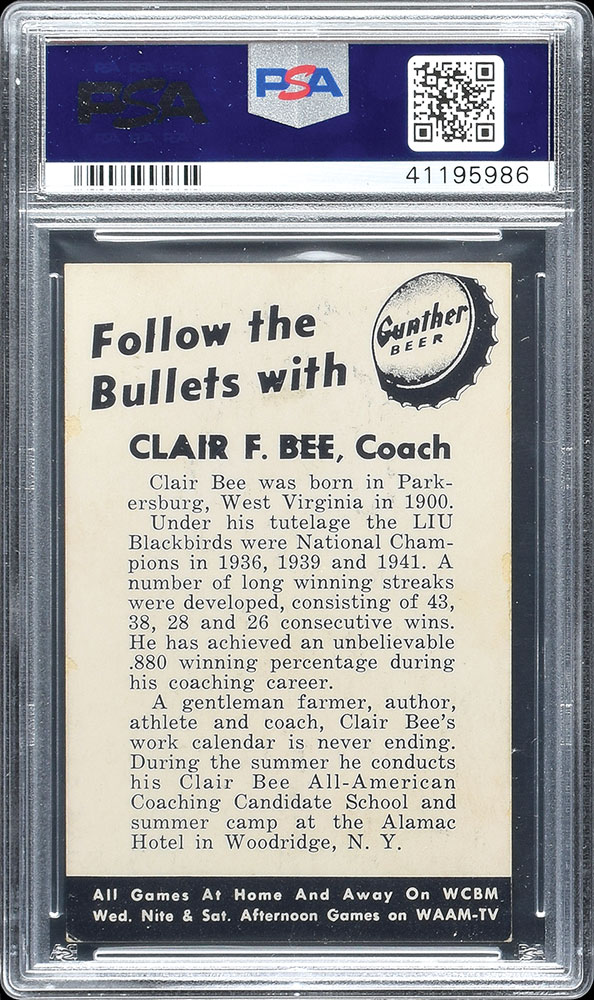 PSA
PSA
41195986
Follow the
Bullets with
Gunther
BEER
CLAIR F. BEE, Coach
Clair Bee was born in Park-
ersburg, West Virginia in 1900.
Under his tutelage the LIU
Blackbirds were National Cham-
pions in 1936, 1939 and 1941. A
number of long winning streaks
were developed, consisting of 43,
38, 28 and 26 consecutive wins.
He has achieved an unbelievable
.880 winning percentage during
his coaching career.
A gentleman farmer, author,
athlete and coach, Clair Bee's
work calendar is never ending.
During the summer he conducts
his Clair Bee All-American
Coaching Candidate School and
summer camp at the Alamac
Hotel in Woodridge, N. Y.
All Games At Home And Away On WCBM
Wed. Nite & Sat. Afternoon Games on WAAM-TV